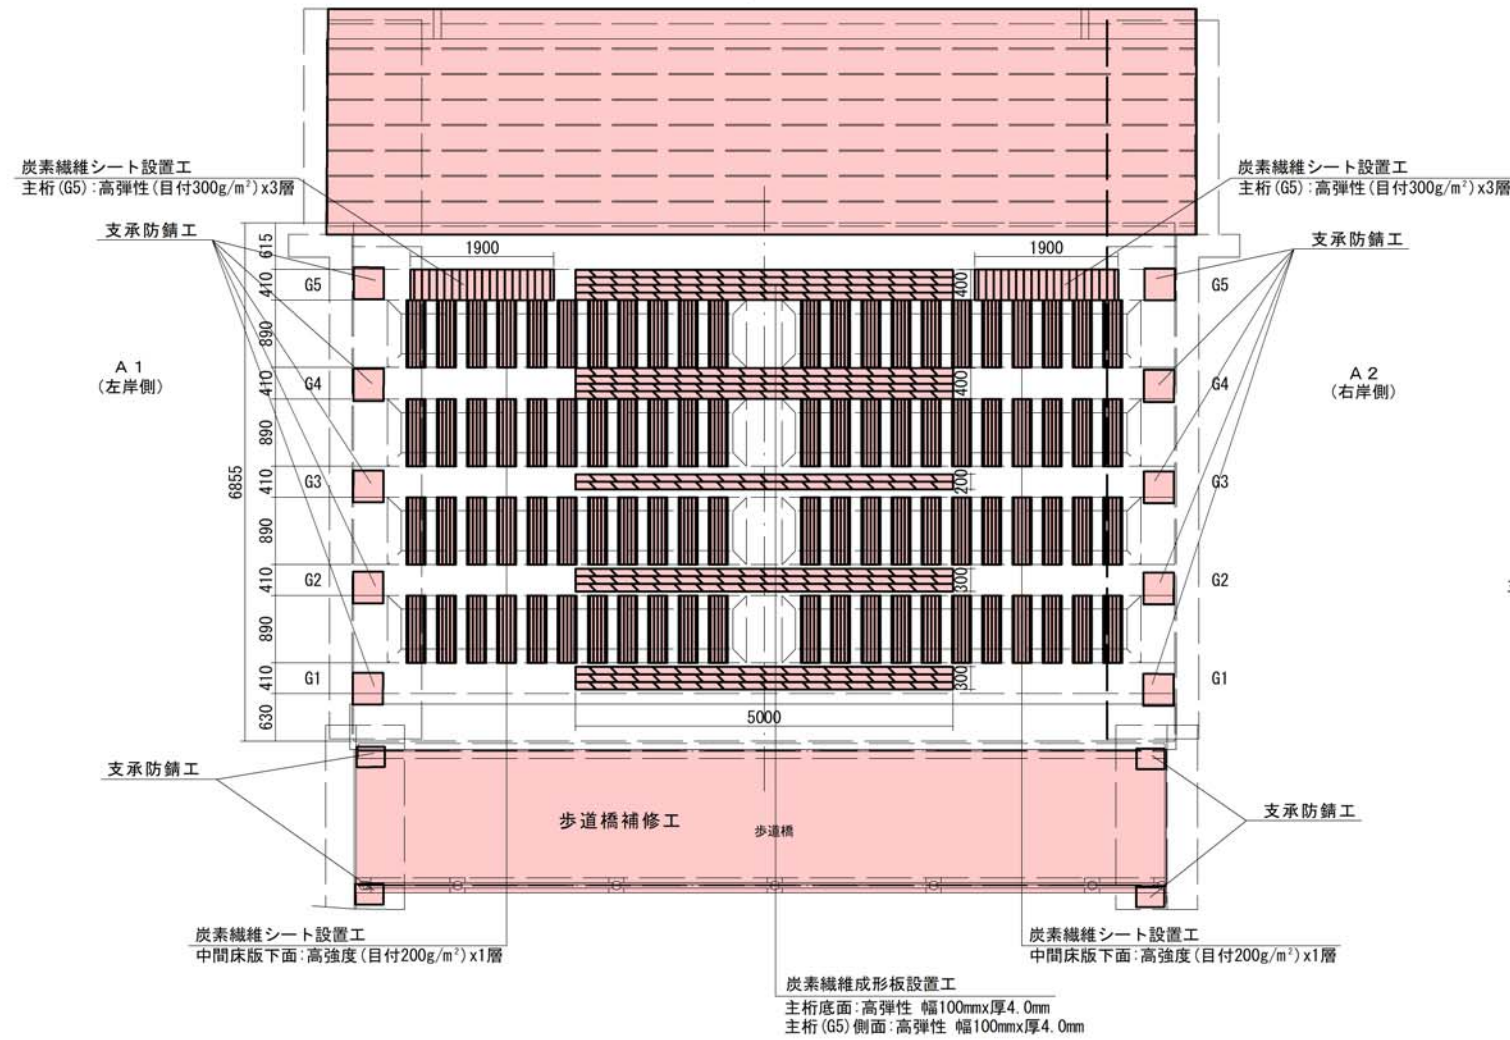 炭素繊維シート設置工
主桁(G5):高弾性(目付300g/m²)x3層
炭素繊維シート設置工
主桁(G5):高弾性(目付300g/m²)x3層
支承防錆工
支承防錆工
615
1900
1900
410
G5
400
G5
890
A1
(左岸側)
A2
(右岸側)
410
G4
400
G4
890
6855
410
G3
200
G3
890
410
G2
300
G2
890
410
G1
300
G1
630
5000
支承防錆工
支承防錆工
歩道橋補修工
歩道橋
炭素繊維シート設置工
中間床版下面:高強度(目付200g/m²)x1層
炭素繊維シート設置工
中間床版下面:高強度(目付200g/m²)x1層
炭素繊維成形板設置工
主桁底面:高弾性 幅100mmx厚4.0mm
主桁(G5)側面:高弾性 幅100mmx厚4.0mm